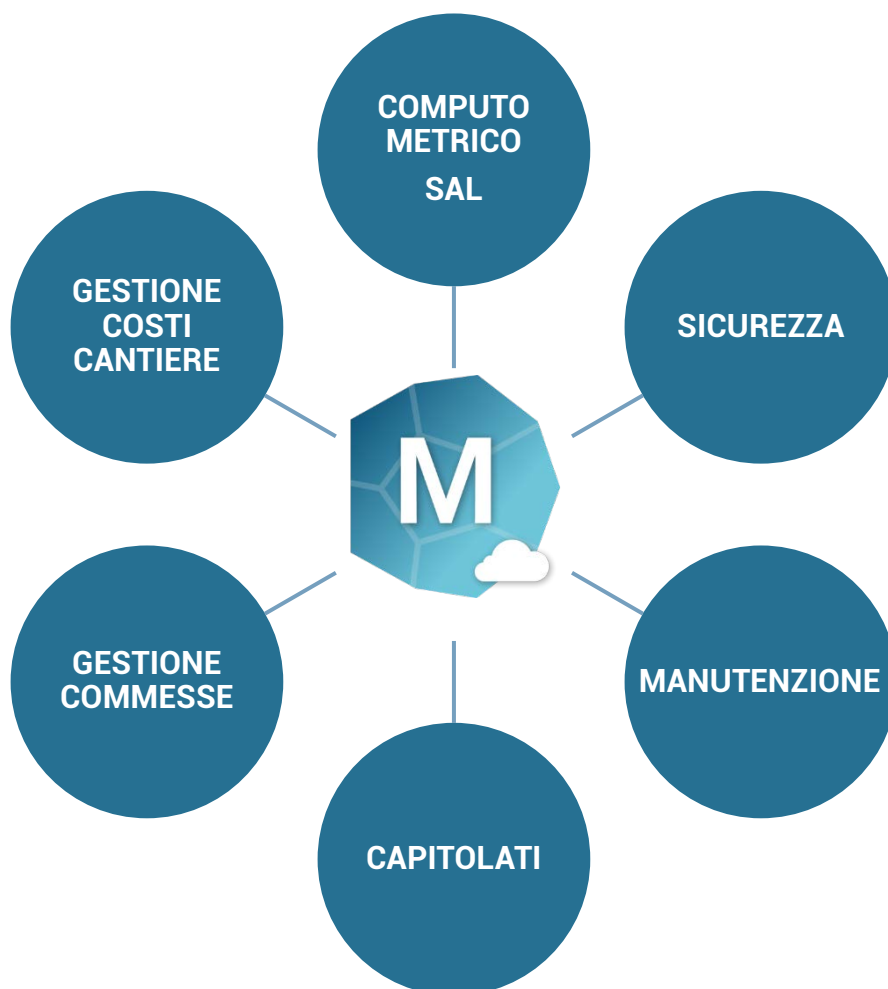 COMPUTO
METRICO
SAL
GESTIONE
COSTI
CANTIERE
SICUREZZA
M
GESTIONE
COMMESSE
MANUTENZIONE
CAPITOLATI